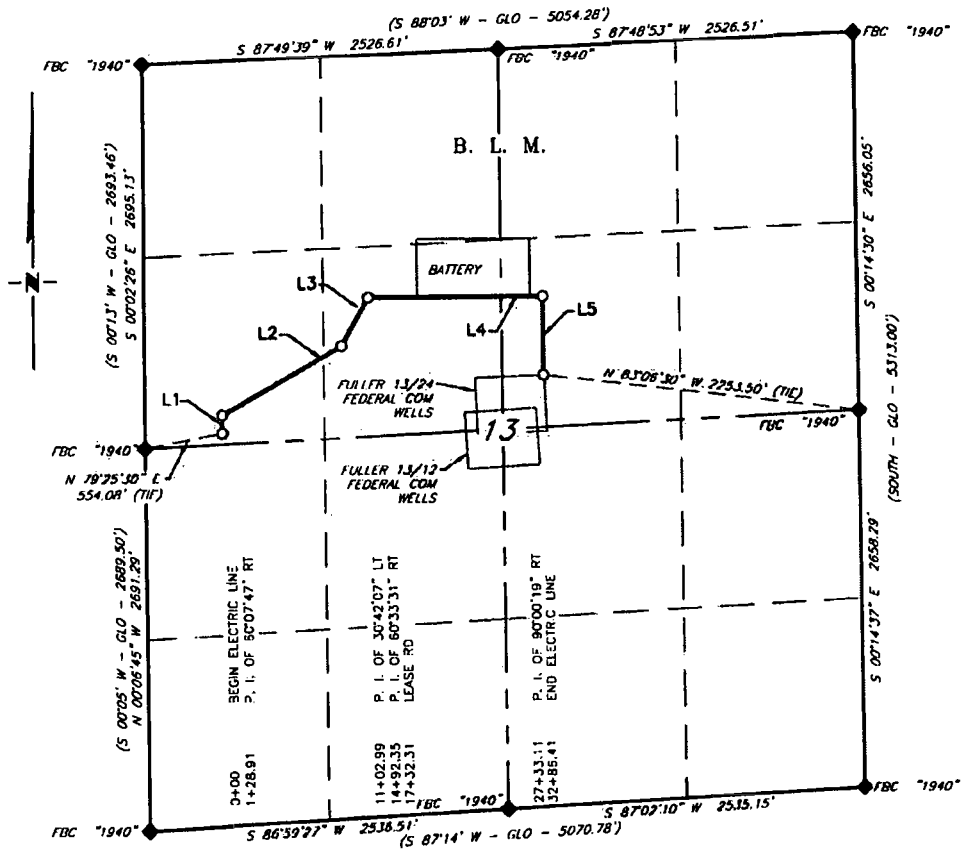 (S 88°03' W - GLO - 5054.28')
S 87°49'39" W 2526.61'
S 87°48'53" W 2526.51'
FBC "1940"
FBC "1940"
FBC "1940"
B. L. M.
(S 00°13' W - GLO - 2693.46')
S 00°02'26" E 2695.13'
S 00°14'30" E 2656.05'
-N-
BATTERY
L3
L4
L5
L2
L1
FULLER 13/24
FEDERAL COM
WELLS
N 83°06'30" W 2253.50' (TIE)
FBC "1940"
13
FBC "1940"
(SOUTH - GLO - 5313.00')
N 79°25'30" E
554.08' (TIE)
FULLER 13/12
FEDERAL COM
WELLS
(S 00°05' W - GLO - 2689.50')
N 00°06'45" W 2691.29'
S 00°14'37" E 2658.29'
0+00 BEGIN ELECTRIC LINE
1+28.91 P. I. OF 60°07'47" RT
11+02.99 P. I. OF 30°42'07" LT
14+92.35 P. I. OF 60°33'31" RT
17+32.31 LEASE RD
27+33.11 P. I. OF 90°00'19" RT
32+86.41 END ELECTRIC LINE
FBC "1940"
FBC "1940"
FBC "1940"
S 86°59'27" W 2536.51'
S 87°02'10" W 2535.15'
(S 87°14' W - GLO - 5070.78')